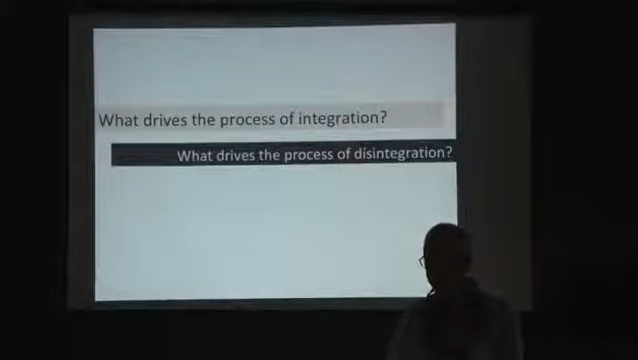 What drives the process of integration?
What drives the process of disintegration?